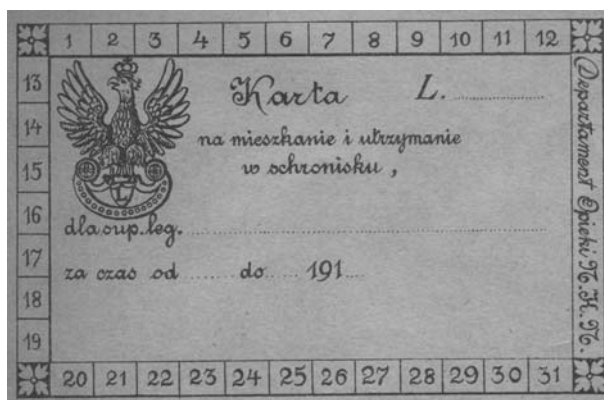 1 2 3 4 5 6 7 8 9 10 11 12
13
14
15
16
17
18
19
Karta L. ....................
na mieszkanie i utrzymanie
w schronisku,
L
dla sup. leg. ............................................................
za czas od ...... do ...... 191....
Departament Opieki N.K.N.
20 21 22 23 24 25 26 27 28 29 30 31